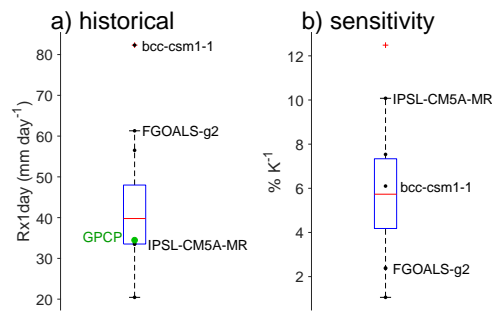 a) historical
80
70
60
50
40
30
20
Rx1day (mm day⁻¹)
bcc-csm1-1
FGOALS-g2
GPCP
IPSL-CM5A-MR
b) sensitivity
12
10
8
6
4
2
% K⁻¹
IPSL-CM5A-MR
bcc-csm1-1
FGOALS-g2